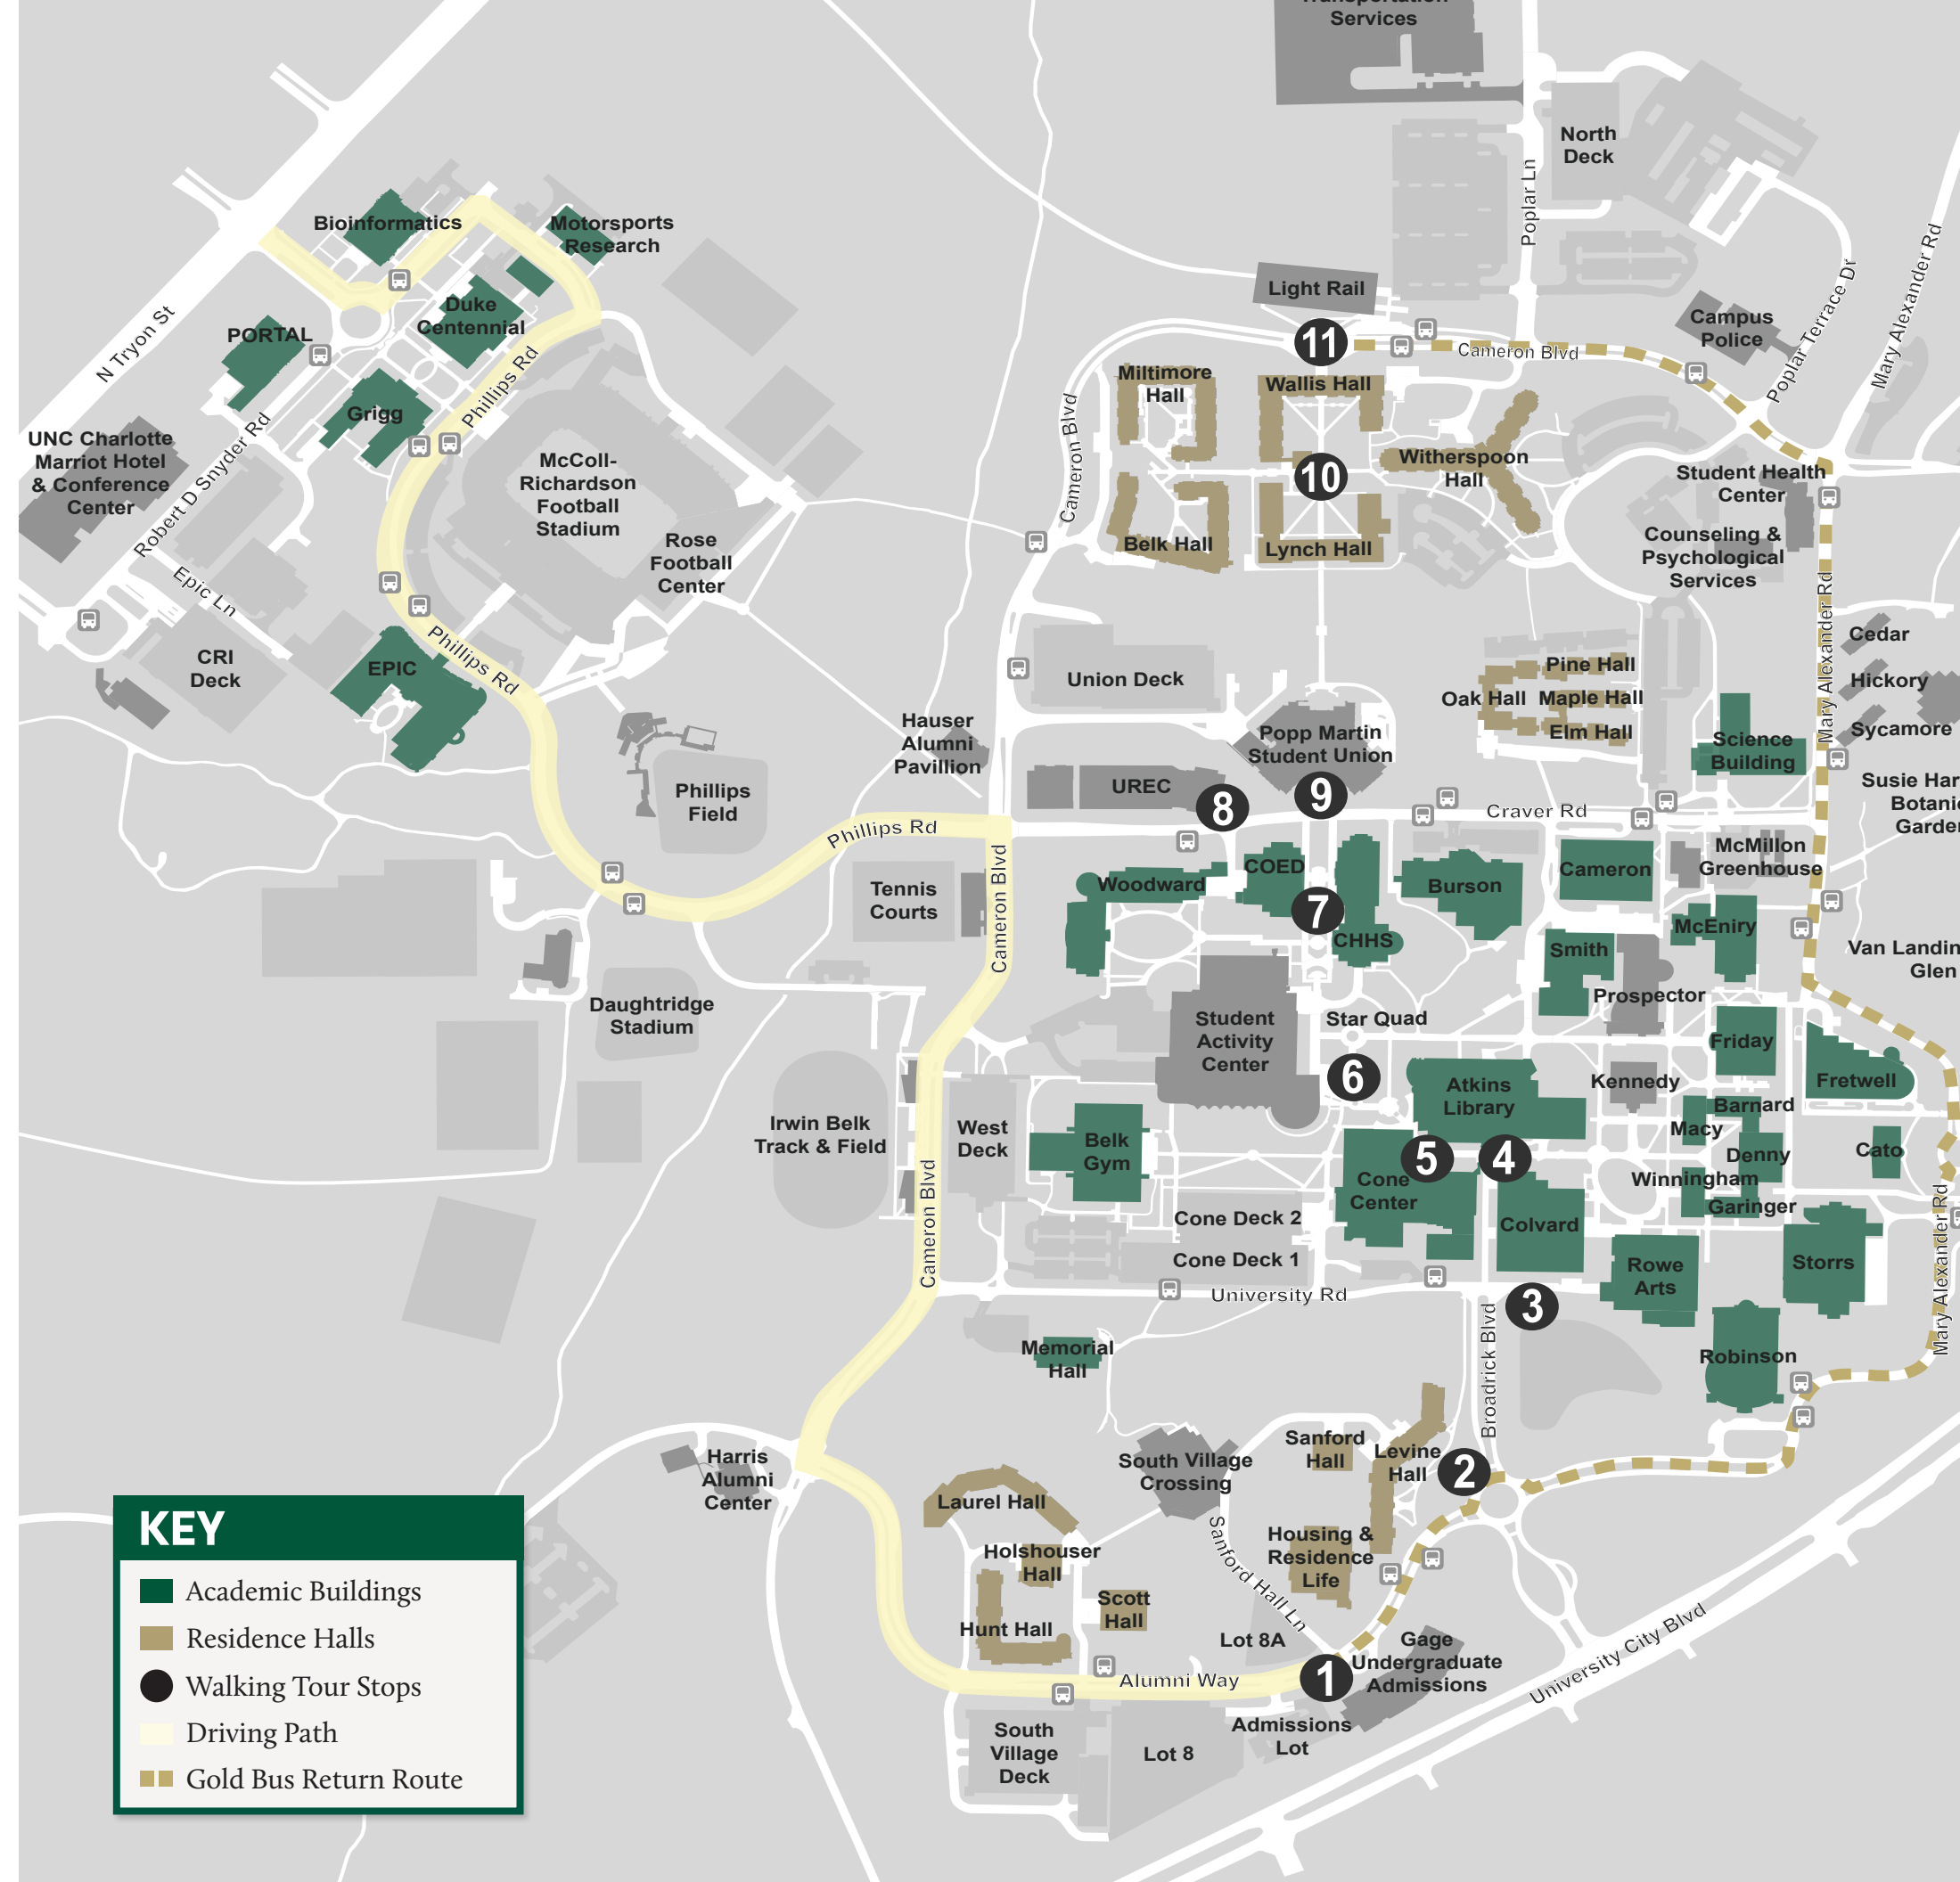 Services
North
Deck
Poplar Ln
Bioinformatics
Motorsports
Research
Mary Alexander Rd
Poplar Terrace Dr
Light Rail
Duke
Centennial
PORTAL
N Tryon St
Campus
Police
11
Cameron Blvd
Phillips Rd
Miltimore
Hall
Wallis Hall
Grigg
Robert D Snyder Rd
UNC Charlotte
Marriot Hotel
& Conference
Center
McColl-
Richardson
Football
Stadium
Cameron Blvd
Witherspoon
Hall
10
Student Health
Center
Rose
Football
Center
Belk Hall
Lynch Hall
Counseling &
Psychological
Services
Epic Ln
Mary Alexander Rd
Cedar
CRI
Deck
EPIC
Phillips Rd
Union Deck
Pine Hall
Oak Hall
Maple Hall
Elm Hall
Hickory
Sycamore
Hauser
Alumni
Pavillion
Popp Martin
Student Union
Science
Building
Phillips
Field
UREC
8
9
Craver Rd
Susie Har
Botani
Garde
Phillips Rd
Cameron Blvd
Tennis
Courts
Woodward
COED
7
CHHS
Burson
Cameron
McMillon
Greenhouse
McEniry
Smith
Prospector
Van Landin
Glen
Daughtridge
Stadium
Student
Activity
Center
Star Quad
Friday
6
Atkins
Library
Kennedy
Fretwell
Irwin Belk
Track & Field
West
Deck
Belk
Gym
Barnard
Macy
Denny
Cato
5
4
Cone
Center
Winningham
Garinger
Cameron Blvd
Cone Deck 2
Cone Deck 1
Colvard
Rowe
Arts
Storrs
Mary Alexander Rd
University Rd
3
Memorial
Hall
Broadrick Blvd
Robinson
Harris
Alumni
Center
South Village
Crossing
Sanford
Hall
Levine
Hall
2
Laurel Hall
Holshouser
Hall
Sanford Hall Ln
Housing &
Residence
Life
Scott
Hall
Hunt Hall
Lot 8A
Gage
Undergraduate
Admissions
University City Blvd
Alumni Way
1
Admissions
Lot
South
Village
Deck
Lot 8
KEY
Academic Buildings
Residence Halls
Walking Tour Stops
Driving Path
Gold Bus Return Route